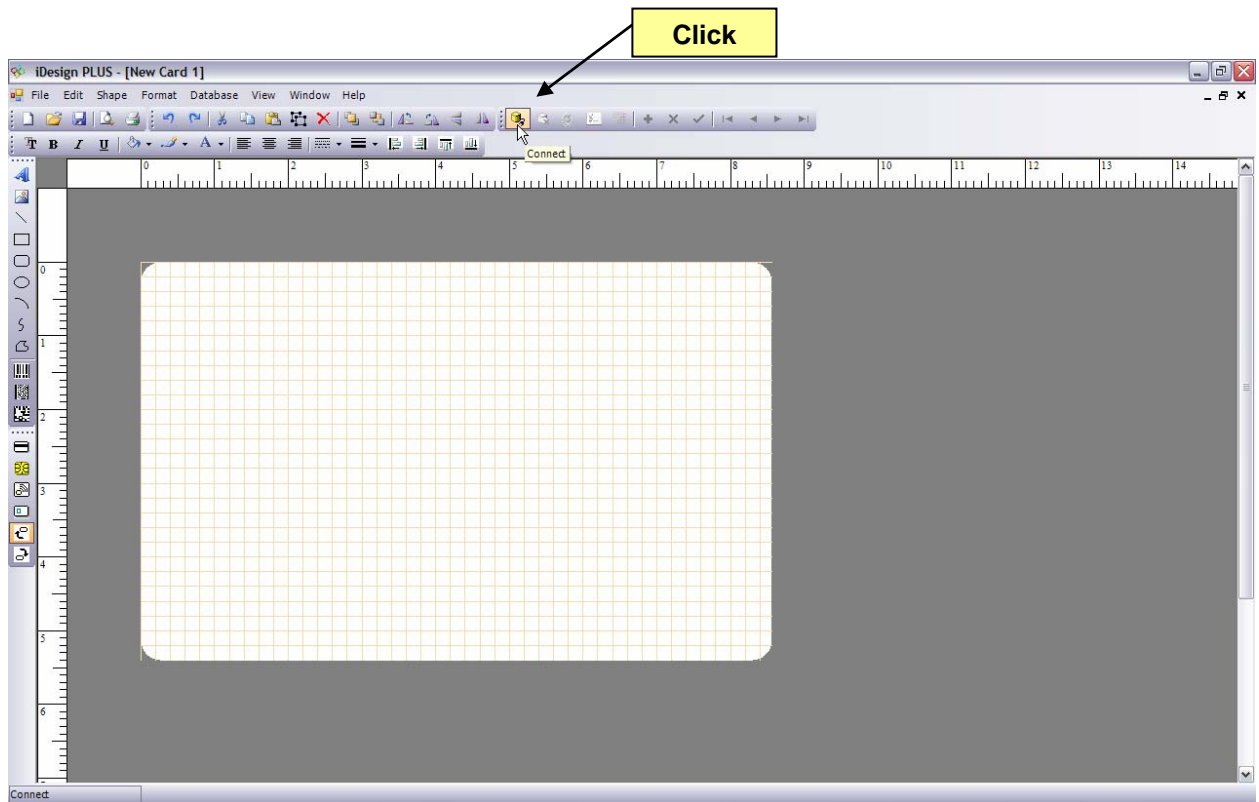 Click
iDesign PLUS - [New Card 1]
File Edit Shape Format Database View Window Help
T B I U A
Connect
0 1 2 3 4 5 6 7 8 9 10 11 12 13 14
0
1
2
3
4
5
6
Connect